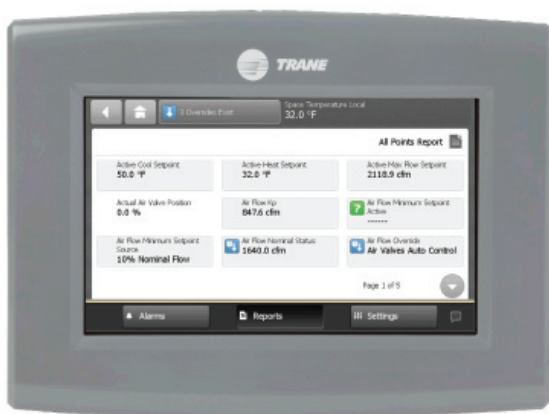 TRANE
3 Overrides Exist
Space Temperature Local
32.0 °F
All Points Report
Active Cool Setpoint
50.0 °F
Active Heat Setpoint
32.0 °F
Active Max Flow Setpoint
2118.9 cfm
Actual Air Valve Position
0.0 %
Air Flow Kp
847.6 cfm
Air Flow Minimum Setpoint
Active
------
Air Flow Minimum Setpoint
Source
10% Nominal Flow
Air Flow Nominal Status
1640.0 cfm
Air Flow Override
Air Valves Auto Control
Page 1 of 5
Alarms
Reports
Settings